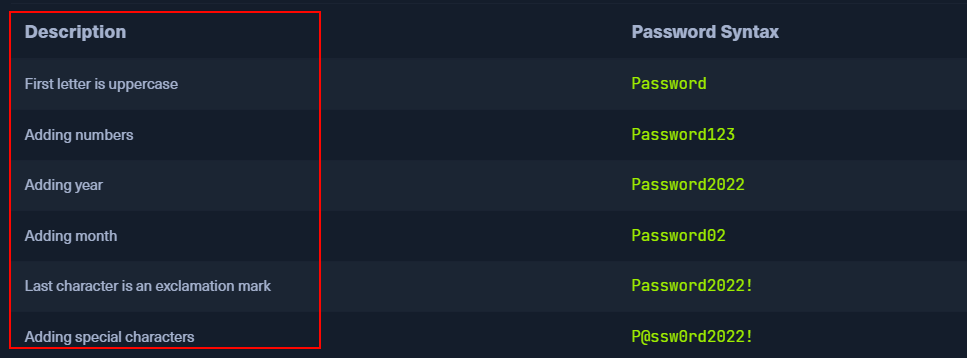 Description Password Syntax
First letter is uppercase Password
Adding numbers Password123
Adding year Password2022
Adding month Password02
Last character is an exclamation mark Password2022!
Adding special characters P@ssw0rd2022!